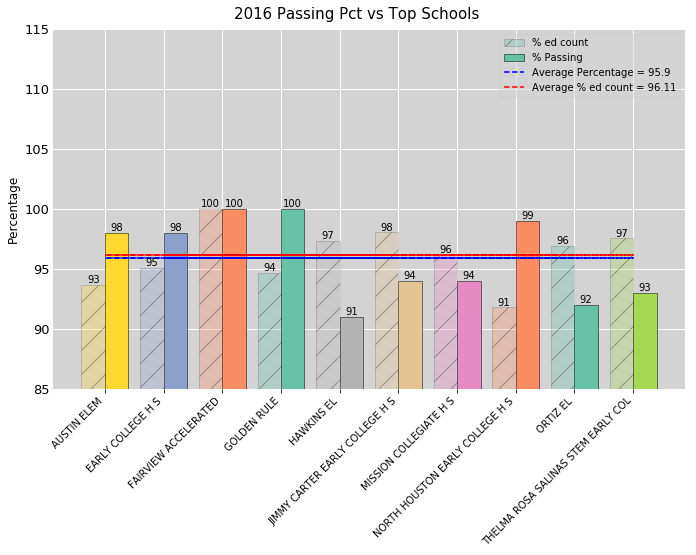 2016 Passing Pct vs Top Schools
Percentage
115
110
105
100
95
90
85
% ed count
% Passing
Average Percentage = 95.9
Average % ed count = 96.11
93
98
95
98
100
100
94
100
97
91
98
94
96
94
91
99
96
92
97
93
AUSTIN ELEM
EARLY COLLEGE H S
FAIRVIEW ACCELERATED
GOLDEN RULE
HAWKINS EL
JIMMY CARTER EARLY COLLEGE H S
MISSION COLLEGIATE H S
NORTH HOUSTON EARLY COLLEGE H S
ORTIZ EL
THELMA ROSA SALINAS STEM EARLY COL